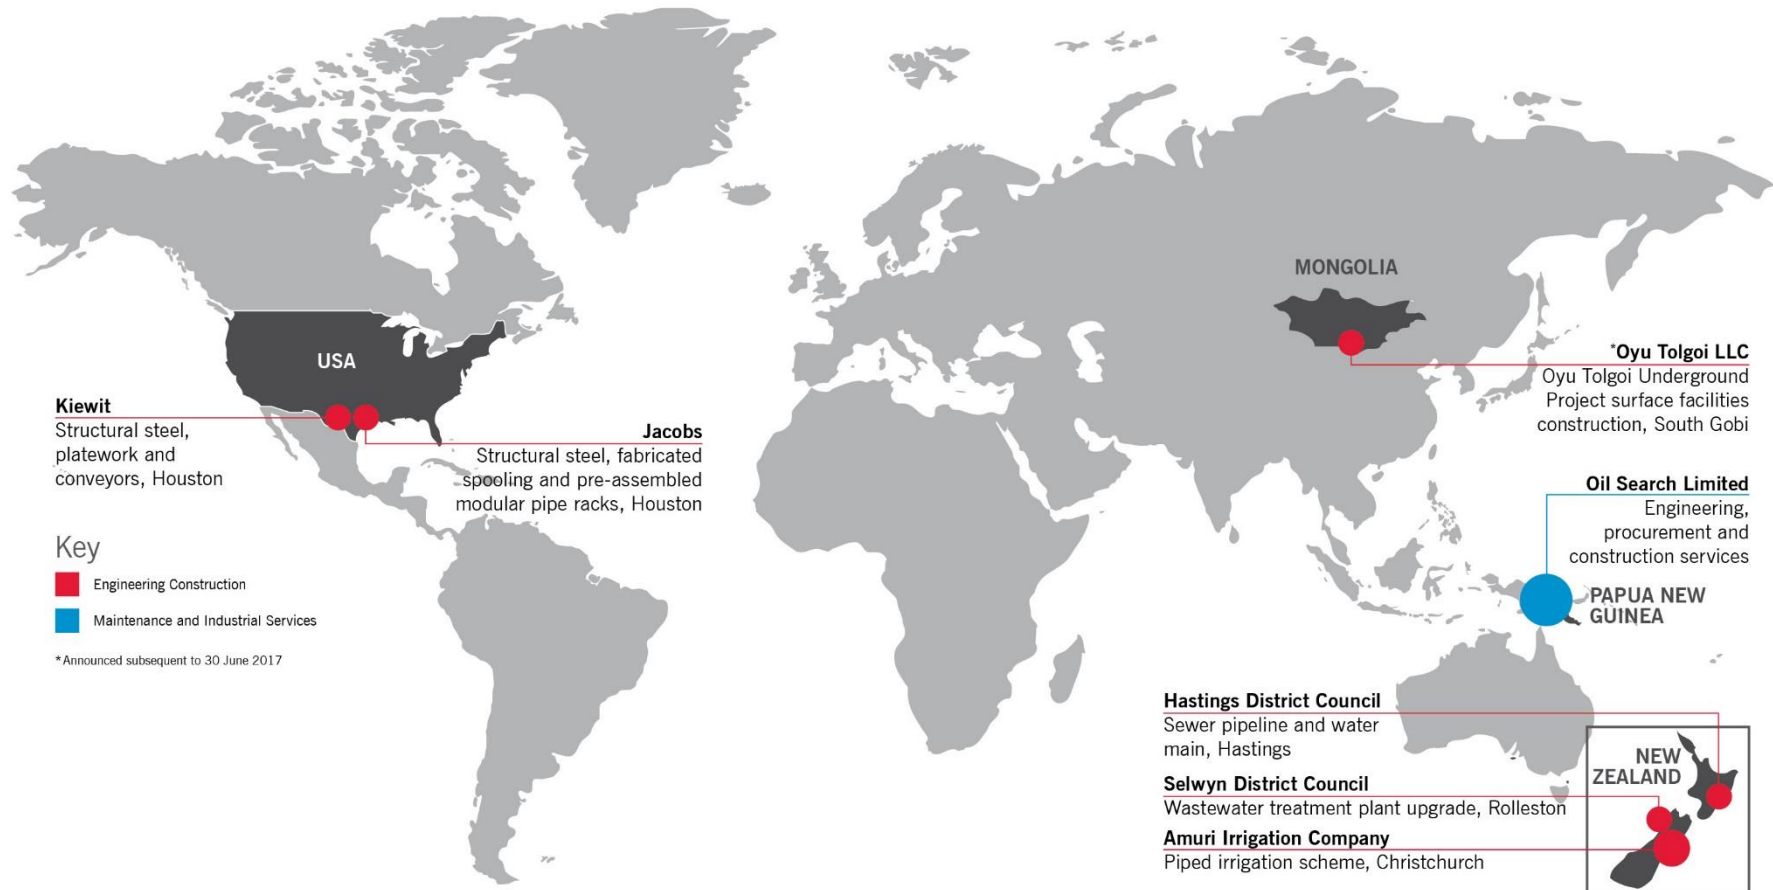 MONGOLIA
USA
*Oyu Tolgoi LLC
Oyu Tolgoi Underground
Project surface facilities
construction, South Gobi
Kiewit
Structural steel,
platework and
conveyors, Houston
Jacobs
Structural steel, fabricated
spooling and pre-assembled
modular pipe racks, Houston
Oil Search Limited
Engineering,
procurement and
construction services
PAPUA NEW
GUINEA
Key
Engineering Construction
Maintenance and Industrial Services
*Announced subsequent to 30 June 2017
Hastings District Council
Sewer pipeline and water
main, Hastings
NEW
ZEALAND
Selwyn District Council
Wastewater treatment plant upgrade, Rolleston
Amuri Irrigation Company
Piped irrigation scheme, Christchurch